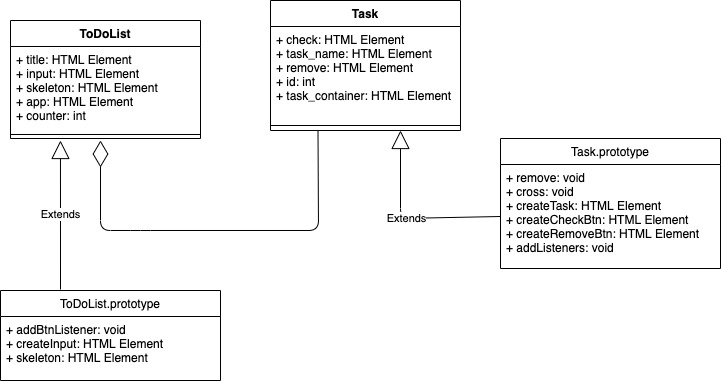 ToDoList
+ title: HTML Element
+ input: HTML Element
+ skeleton: HTML Element
+ app: HTML Element
+ counter: int
Task
+ check: HTML Element
+ task_name: HTML Element
+ remove: HTML Element
+ id: int
+ task_container: HTML Element
Task.prototype
+ remove: void
+ cross: void
+ createTask: HTML Element
+ createCheckBtn: HTML Element
+ createRemoveBtn: HTML Element
+ addListeners: void
Extends
Extends
ToDoList.prototype
+ addBtnListener: void
+ createInput: HTML Element
+ skeleton: HTML Element